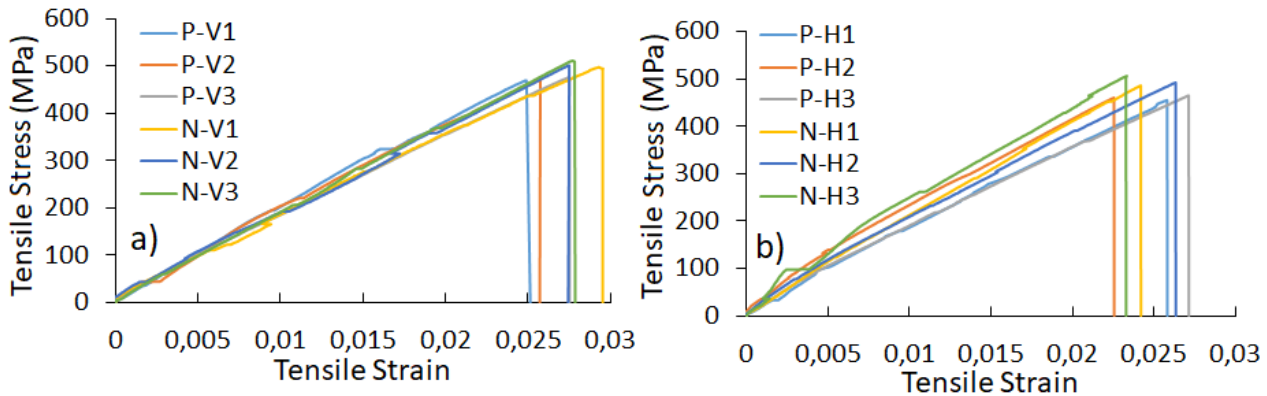 600
500
400
300
200
100
0
Tensile Stress (MPa)
P-V1
P-V2
P-V3
N-V1
N-V2
N-V3
a)
0 0,005 0,01 0,015 0,02 0,025 0,03
Tensile Strain
600
500
400
300
200
100
0
Tensile Stress (MPa)
P-H1
P-H2
P-H3
N-H1
N-H2
N-H3
b)
0 0,005 0,01 0,015 0,02 0,025 0,03
Tensile Strain